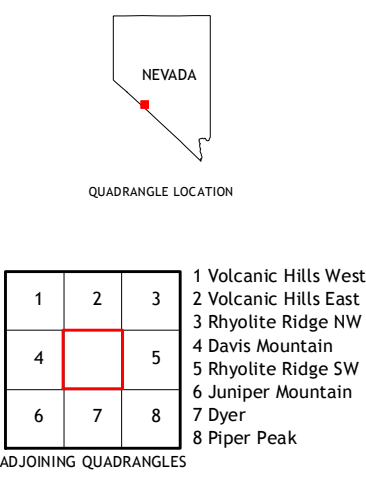 NEVADA
QUADRANGLE LOCATION
1 2 3
4 5
6 7 8
1 Volcanic Hills West
2 Volcanic Hills East
3 Rhyolite Ridge NW
4 Davis Mountain
5 Rhyolite Ridge SW
6 Juniper Mountain
7 Dyer
8 Piper Peak
ADJOINING QUADRANGLES